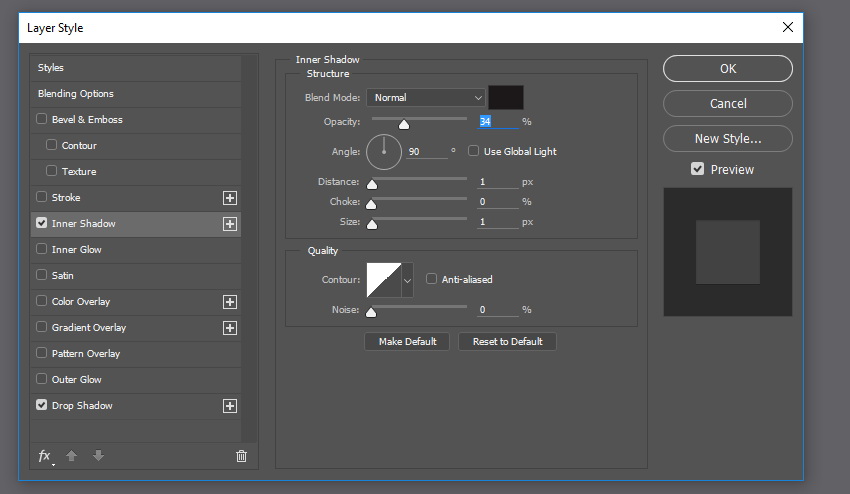 Layer Style
Styles
Blending Options
Bevel & Emboss
Contour
Texture
Stroke
Inner Shadow
Inner Glow
Satin
Color Overlay
Gradient Overlay
Pattern Overlay
Outer Glow
Drop Shadow
fx
Inner Shadow
Structure
Blend Mode: Normal
Opacity: 34 %
Angle: 90 ° Use Global Light
Distance: 1 px
Choke: 0 %
Size: 1 px
Quality
Contour: Anti-aliased
Noise: 0 %
Make Default Reset to Default
OK
Cancel
New Style...
Preview